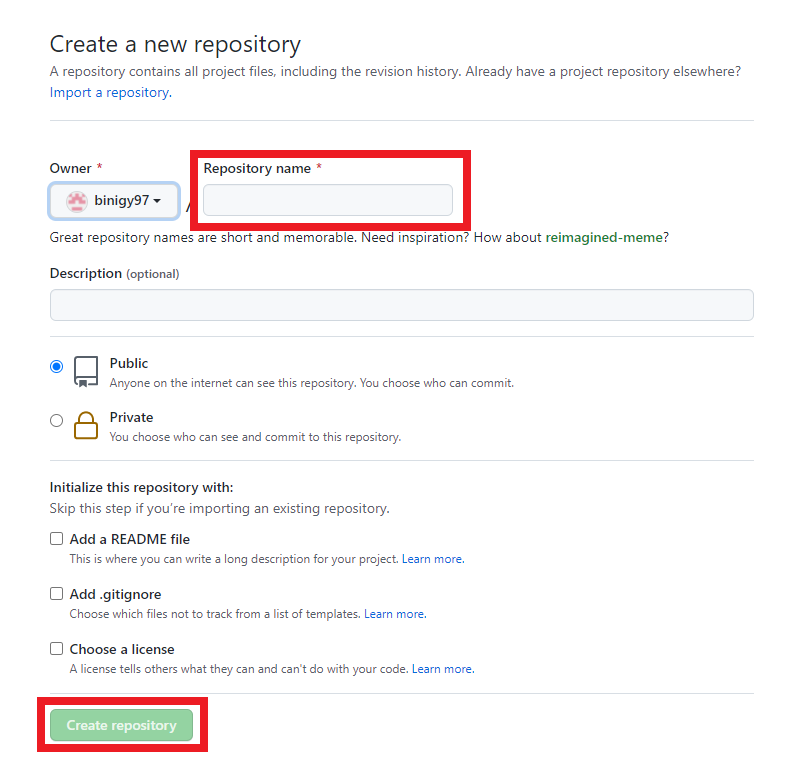 Create a new repository
A repository contains all project files, including the revision history. Already have a project repository elsewhere?
Import a repository.
Owner * Repository name *
binigy97 /
Great repository names are short and memorable. Need inspiration? How about reimagined-meme?
Description (optional)
Public
Anyone on the internet can see this repository. You choose who can commit.
Private
You choose who can see and commit to this repository.
Initialize this repository with:
Skip this step if you're importing an existing repository.
Add a README file
This is where you can write a long description for your project. Learn more.
Add .gitignore
Choose which files not to track from a list of templates. Learn more.
Choose a license
A license tells others what they can and can't do with your code. Learn more.
Create repository